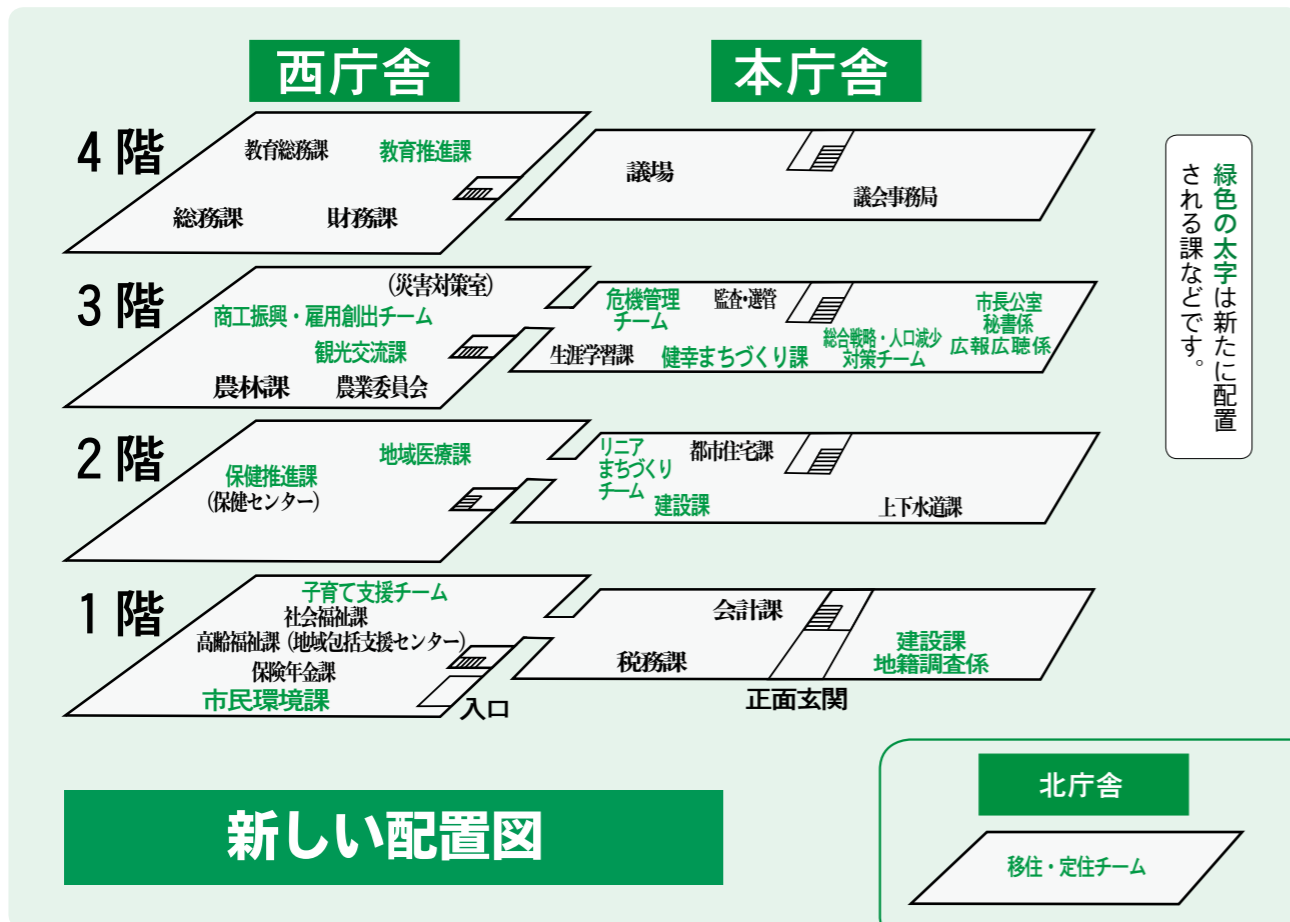 西庁舎
本庁舎
4階
教育総務課
教育推進課
総務課
財務課
議場
議会事務局
3階
(災害対策室)
商工振興・雇用創出チーム
観光交流課
農林課
農業委員会
危機管理
チーム
監査・選管
生涯学習課
健幸まちづくり課
総合戦略・人口減少
対策チーム
市長公室
秘書係
広報広聴係
2階
地域医療課
保健推進課
(保健センター)
リニア
まちづくり
チーム
都市住宅課
建設課
上下水道課
1階
子育て支援チーム
社会福祉課
高齢福祉課(地域包括支援センター)
保険年金課
市民環境課
入口
会計課
税務課
建設課
地籍調査係
正面玄関
緑色の太字は新たに配置
される課などです。
新しい配置図
北庁舎
移住・定住チーム